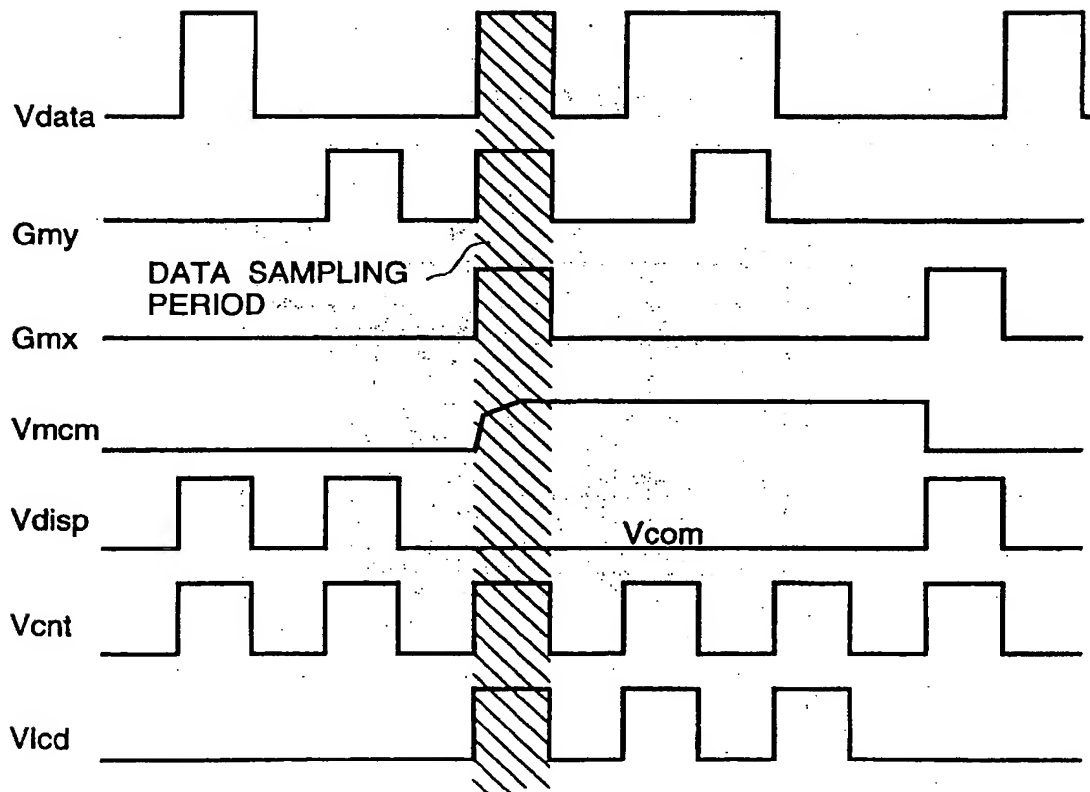 Vdata
Gmy
DATA SAMPLING
PERIOD
Gmx
Vmcm
Vdisp
Vcom
Vcnt
Vlcd